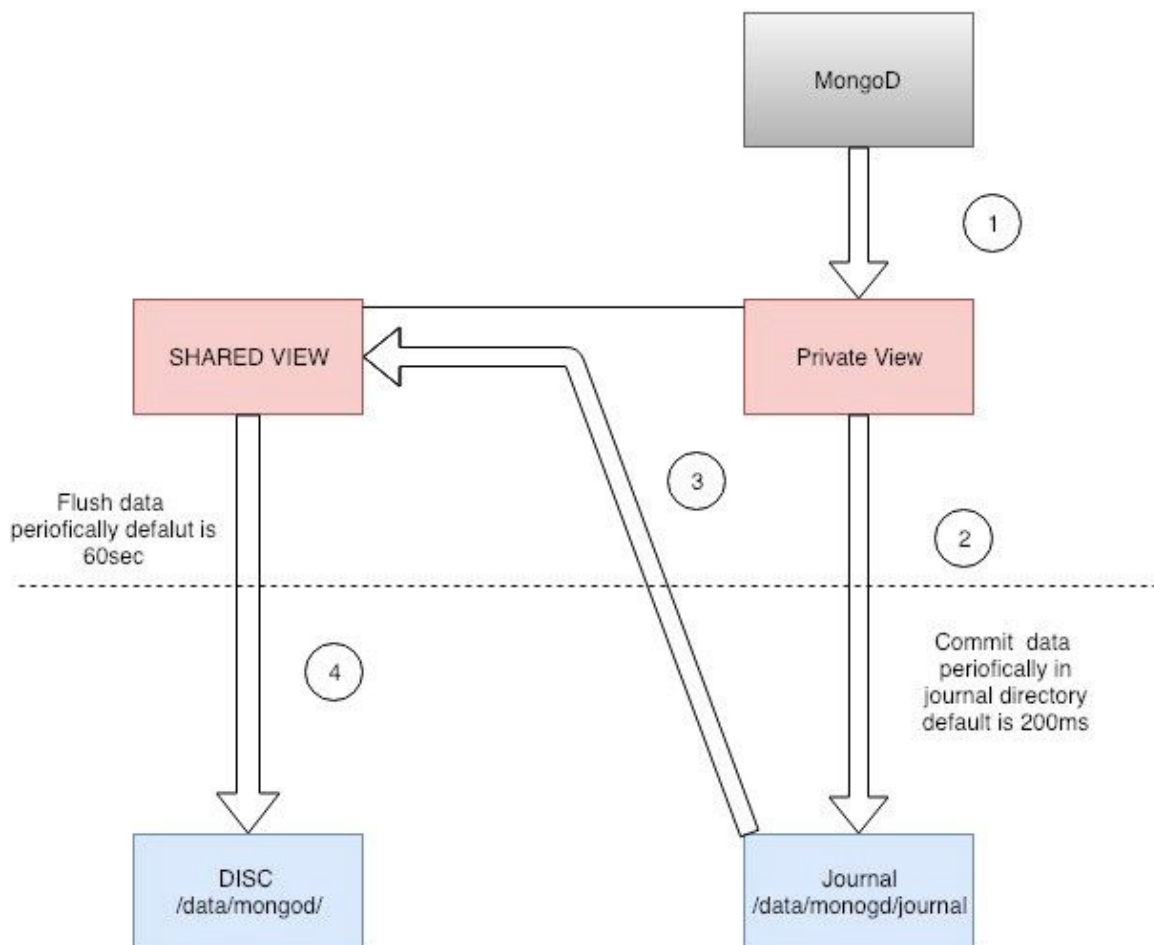 MongoD
1
SHARED VIEW
Private View
3
Flush data
periofically defalut is
60sec
2
Commit data
periofically in
journal directory
default is 200ms
4
DISC
/data/mongod/
Journal
/data/monogd/journal